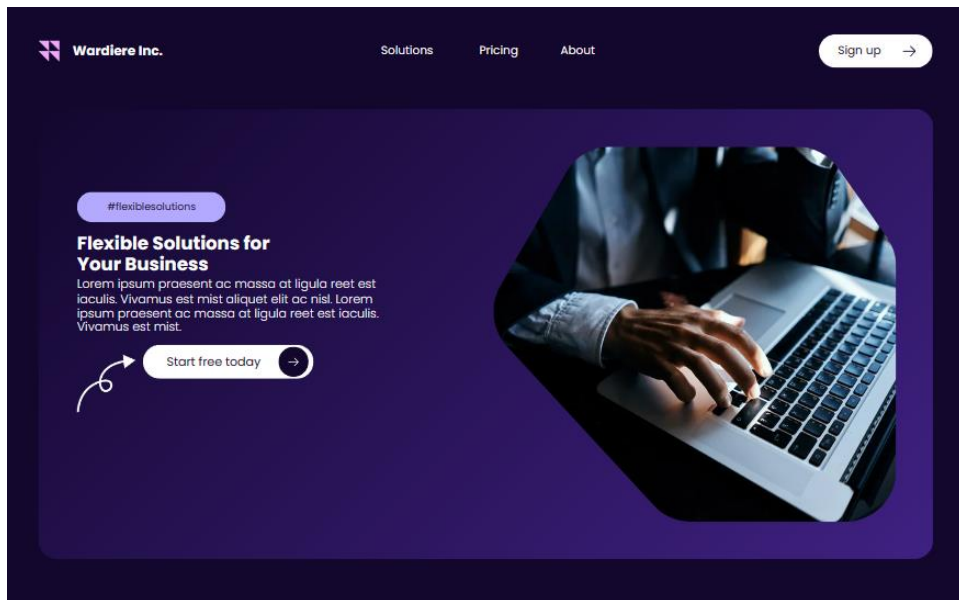 Wardiere Inc.
Solutions
Pricing
About
Sign up
#flexiblesolutions
Flexible Solutions for
Your Business
Lorem ipsum praesent ac massa at ligula reet est
iaculis. Vivamus est mist aliquet elit ac nisl. Lorem
ipsum praesent ac massa at ligula reet est iaculis.
Vivamus est mist.
Start free today